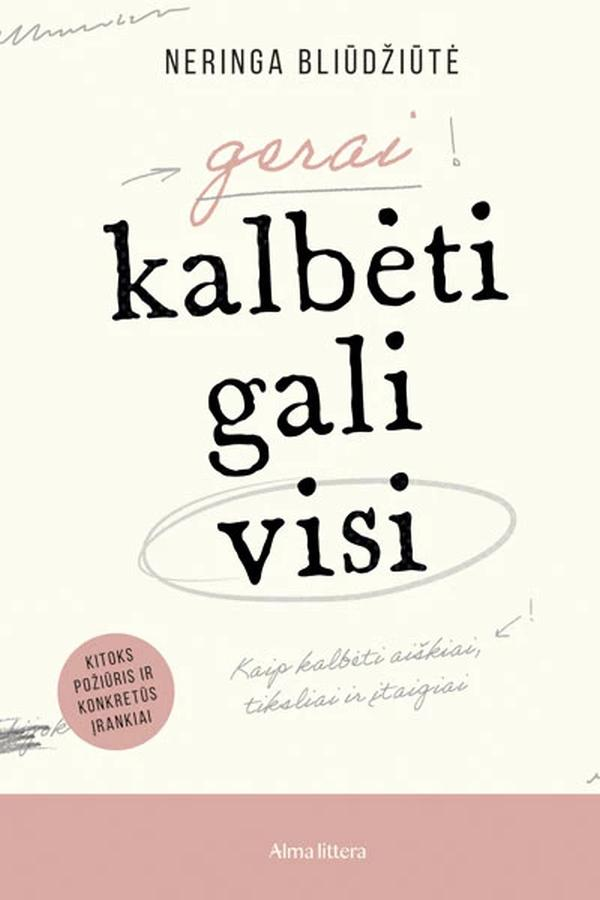 NERINGA BLIŪDŽIŪTĖ
gerai !
kalbėti
gali
visi
Kaip kalbėti aiškiai,
tiksliai ir įtaigiai
KITOKS
POŽIŪRIS IR
KONKRETŪS
ĮRANKIAI
Alma littera